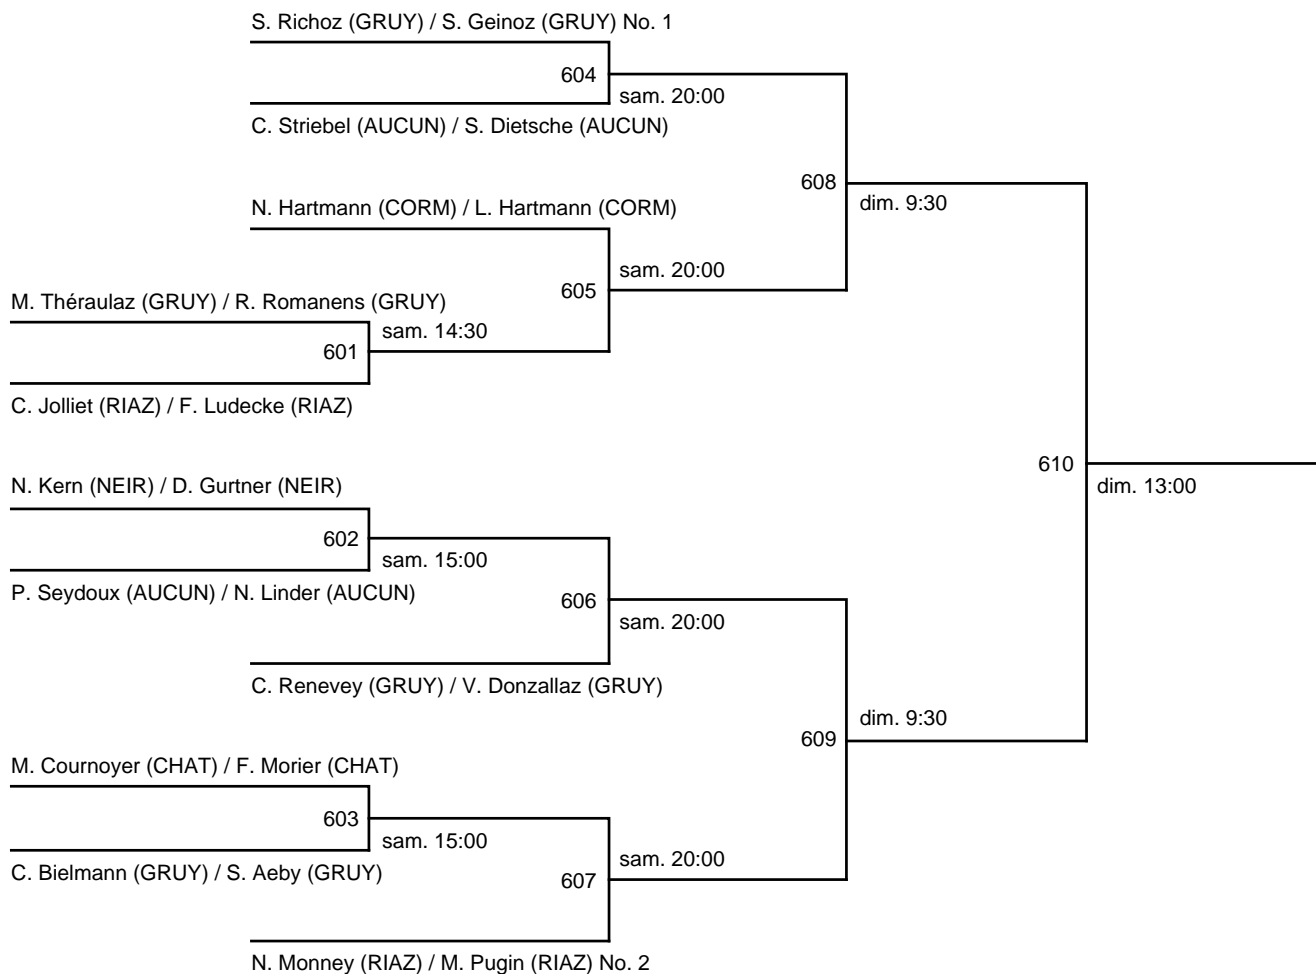 S. Richoz (GRUY) / S. Geinoz (GRUY) No. 1
604
sam. 20:00
C. Striebel (AUCUN) / S. Dietsche (AUCUN)
608
dim. 9:30
N. Hartmann (CORM) / L. Hartmann (CORM)
sam. 20:00
605
M. Théraulaz (GRUY) / R. Romanens (GRUY)
sam. 14:30
601
C. Jolliet (RIAZ) / F. Ludecke (RIAZ)
610
dim. 13:00
N. Kern (NEIR) / D. Gurtner (NEIR)
602
sam. 15:00
P. Seydoux (AUCUN) / N. Linder (AUCUN)
606
sam. 20:00
C. Renevey (GRUY) / V. Donzallaz (GRUY)
dim. 9:30
609
M. Cournoyer (CHAT) / F. Morier (CHAT)
603
sam. 15:00
sam. 20:00
C. Bielmann (GRUY) / S. Aeby (GRUY)
607
N. Monney (RIAZ) / M. Pugin (RIAZ) No. 2